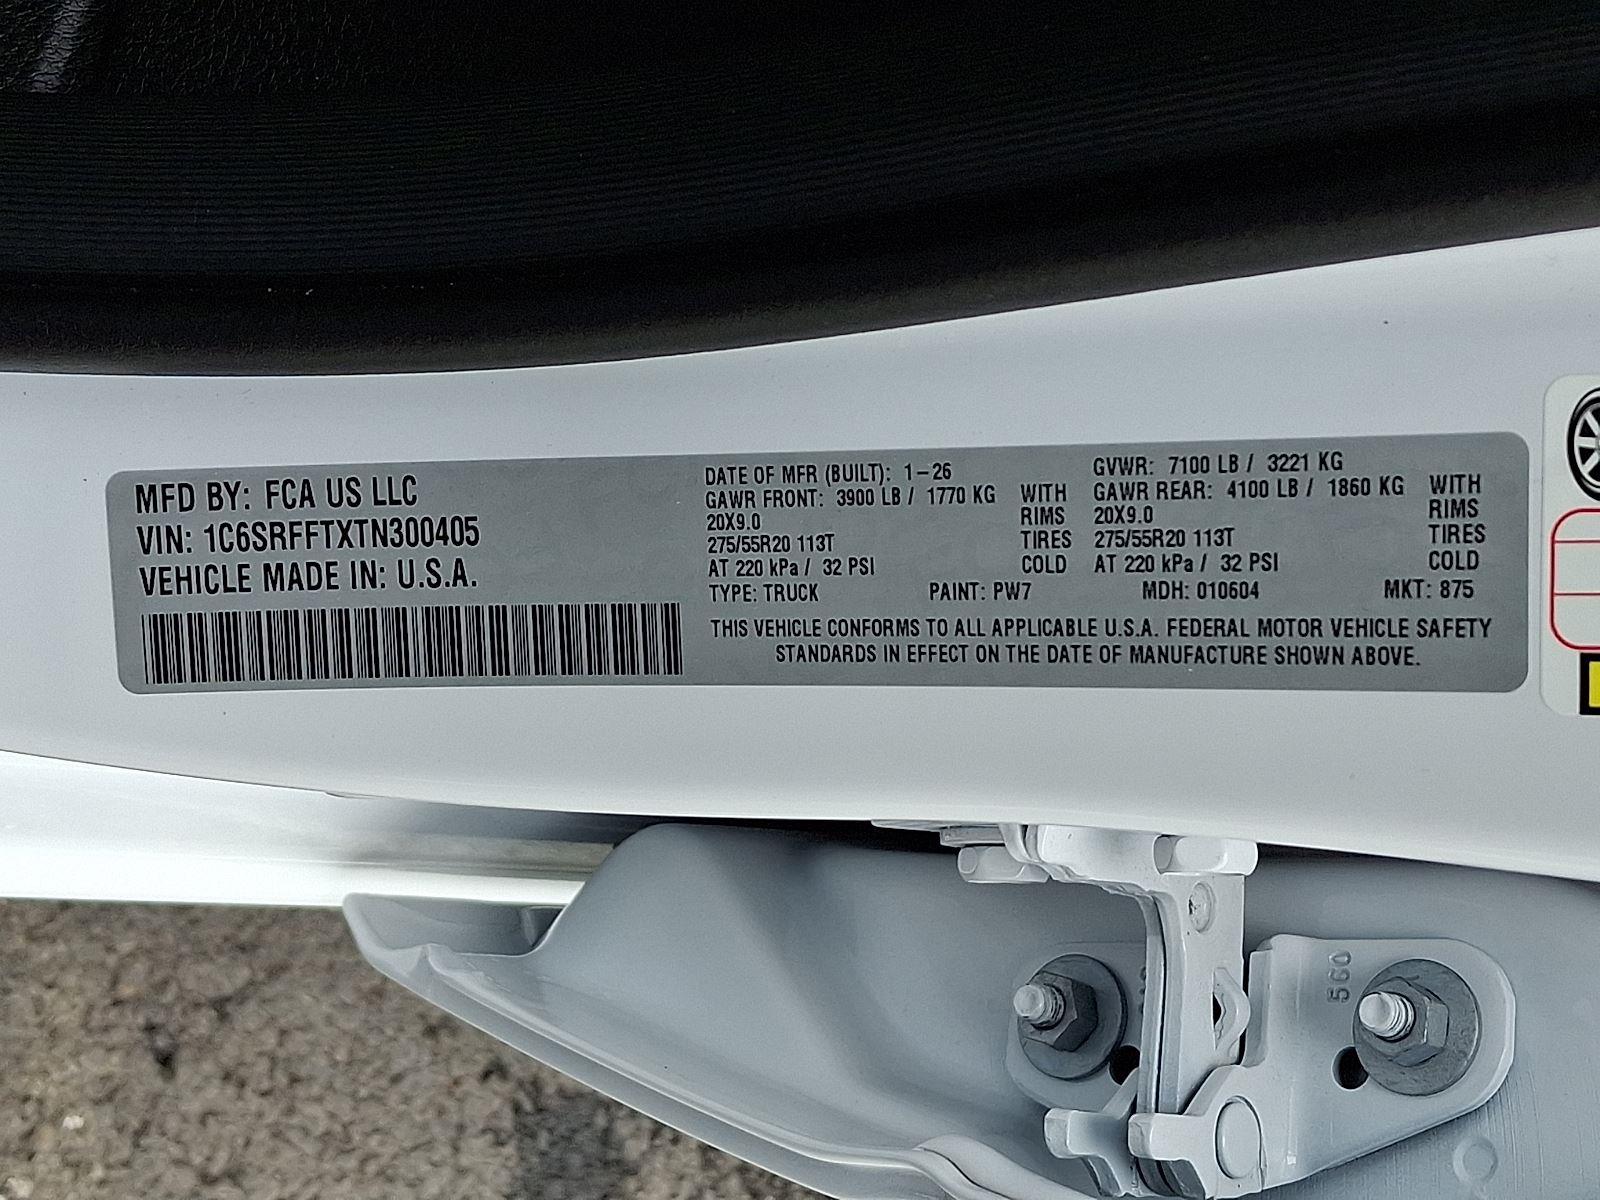 MFD BY: FCA US LLC
VIN: 1C6SRFFTXTN300405
VEHICLE MADE IN: U.S.A.
DATE OF MFR (BUILT): 1-26
GAWR FRONT: 3900 LB / 1770 KG WITH
20X9.0 RIMS
275/55R20 113T TIRES
AT 220 kPa / 32 PSI COLD
GVWR: 7100 LB / 3221 KG
GAWR REAR: 4100 LB / 1860 KG WITH
20X9.0 RIMS
275/55R20 113T TIRES
AT 220 kPa / 32 PSI COLD
TYPE: TRUCK PAINT: PW7 MDH: 010604 MKT: 875
THIS VEHICLE CONFORMS TO ALL APPLICABLE U.S.A. FEDERAL MOTOR VEHICLE SAFETY
STANDARDS IN EFFECT ON THE DATE OF MANUFACTURE SHOWN ABOVE.
560